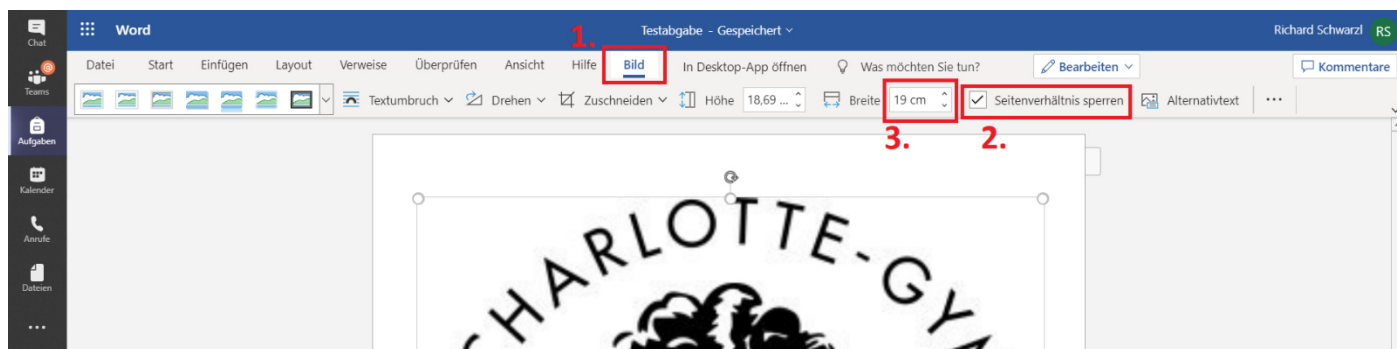 Chat
Teams
Aufgaben
Kalender
Anrufe
Dateien
Word
Testabgabe - Gespeichert
Richard Schwarzl RS
1.
Datei Start Einfügen Layout Verweise Überprüfen Ansicht Hilfe Bild In Desktop-App öffnen Was möchten Sie tun? Bearbeiten Kommentare
Textumbruch Drehen Zuschneiden Höhe 18,69 ... Breite 19 cm Seitenverhältnis sperren Alternativtext ...
3. 2.
CHARLOTTE-GY